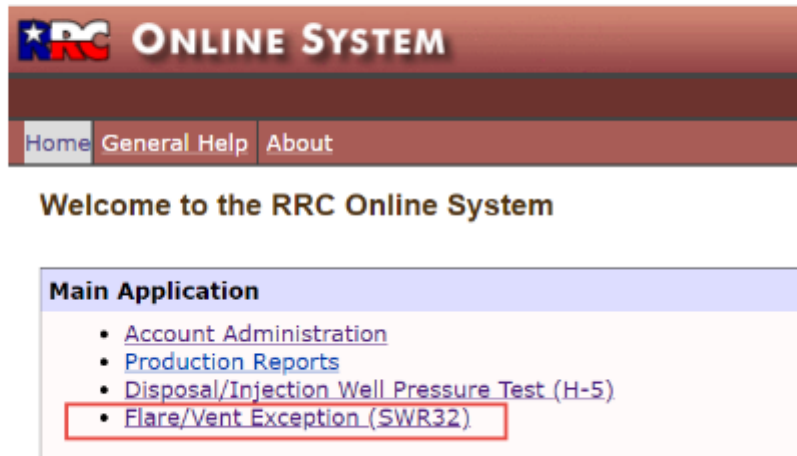 RRC ONLINE SYSTEM
Home General Help About
Welcome to the RRC Online System
Main Application
• Account Administration
• Production Reports
• Disposal/Injection Well Pressure Test (H-5)
• Flare/Vent Exception (SWR32)